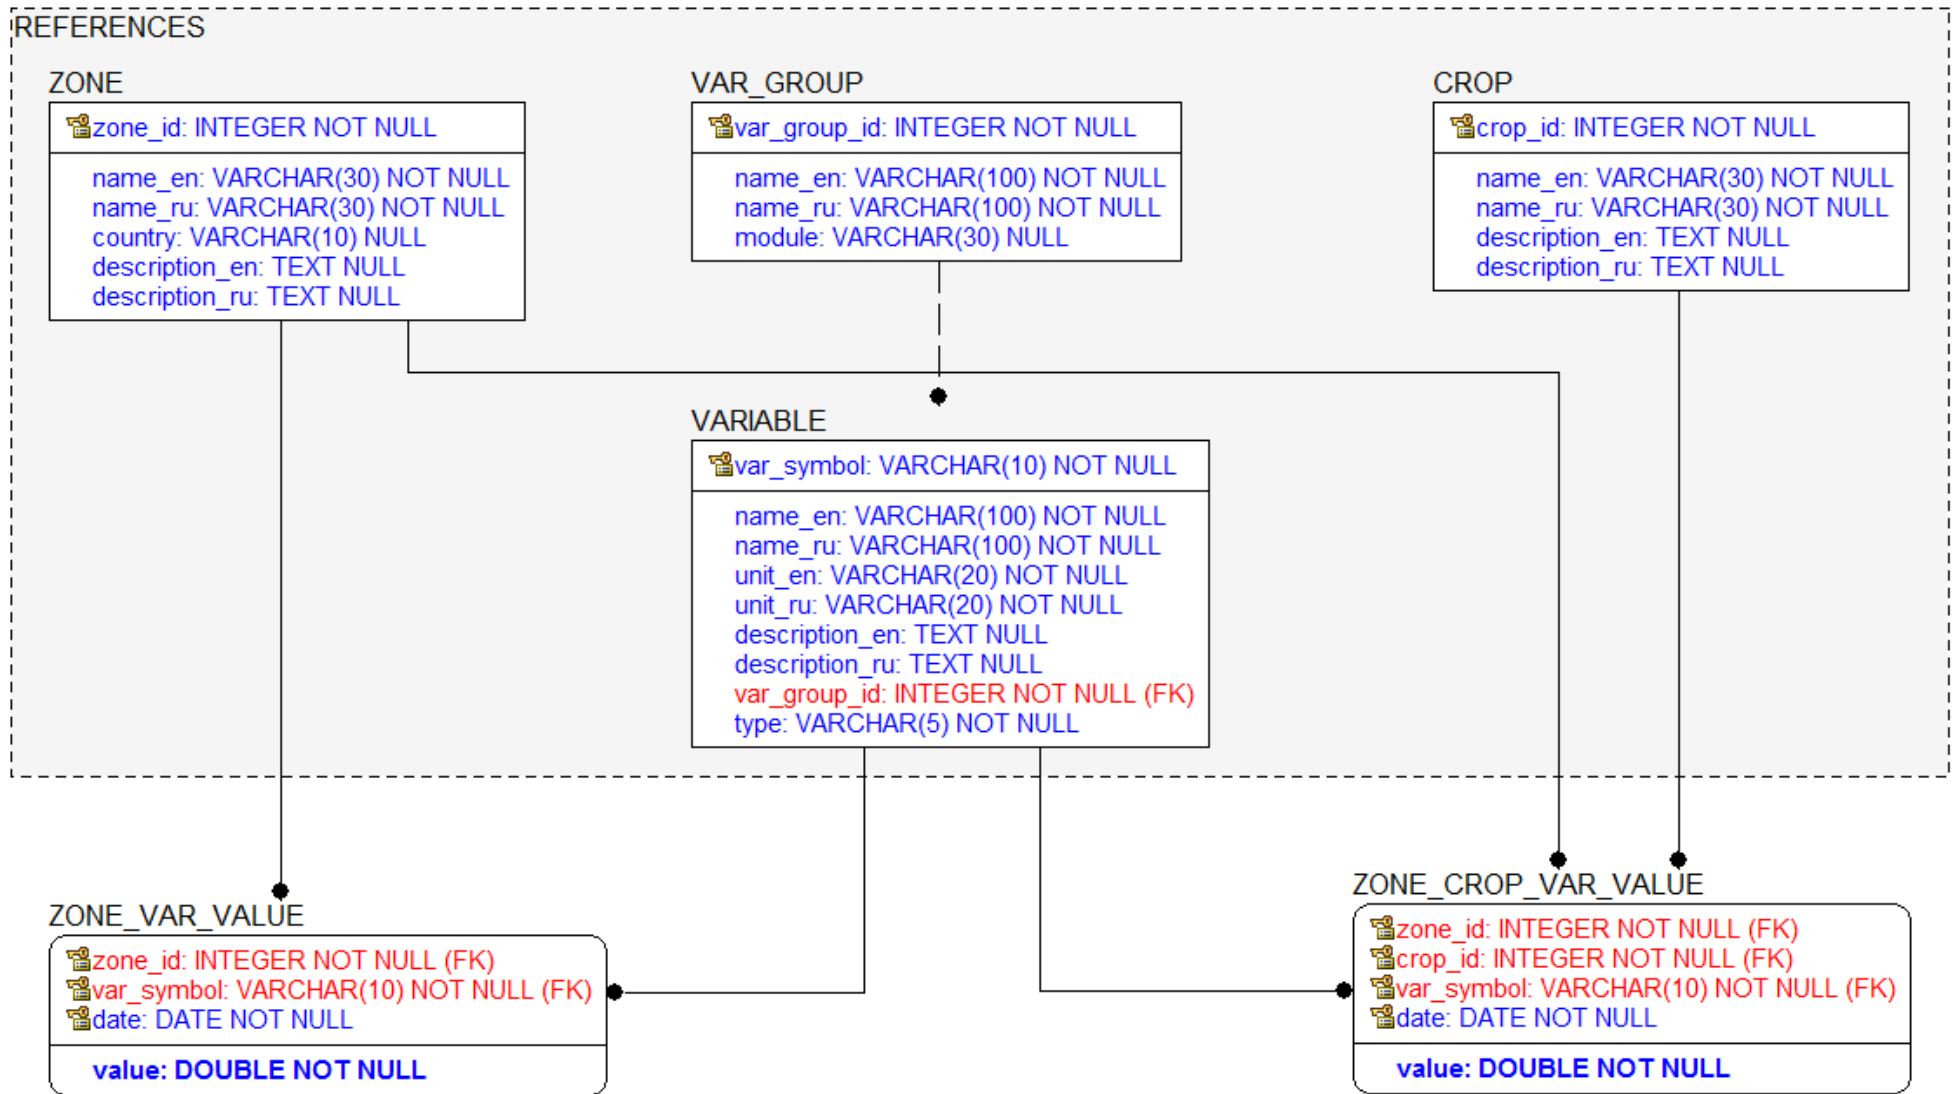 REFERENCES
ZONE
zone_id: INTEGER NOT NULL
name_en: VARCHAR(30) NOT NULL
name_ru: VARCHAR(30) NOT NULL
country: VARCHAR(10) NULL
description_en: TEXT NULL
description_ru: TEXT NULL
VAR_GROUP
var_group_id: INTEGER NOT NULL
name_en: VARCHAR(100) NOT NULL
name_ru: VARCHAR(100) NOT NULL
module: VARCHAR(30) NULL
CROP
crop_id: INTEGER NOT NULL
name_en: VARCHAR(30) NOT NULL
name_ru: VARCHAR(30) NOT NULL
description_en: TEXT NULL
description_ru: TEXT NULL
VARIABLE
var_symbol: VARCHAR(10) NOT NULL
name_en: VARCHAR(100) NOT NULL
name_ru: VARCHAR(100) NOT NULL
unit_en: VARCHAR(20) NOT NULL
unit_ru: VARCHAR(20) NOT NULL
description_en: TEXT NULL
description_ru: TEXT NULL
var_group_id: INTEGER NOT NULL (FK)
type: VARCHAR(5) NOT NULL
ZONE_VAR_VALUE
zone_id: INTEGER NOT NULL (FK)
var_symbol: VARCHAR(10) NOT NULL (FK)
date: DATE NOT NULL
value: DOUBLE NOT NULL
ZONE_CROP_VAR_VALUE
zone_id: INTEGER NOT NULL (FK)
crop_id: INTEGER NOT NULL (FK)
var_symbol: VARCHAR(10) NOT NULL (FK)
date: DATE NOT NULL
value: DOUBLE NOT NULL